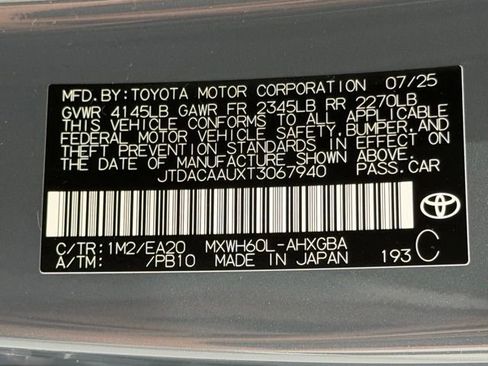 MFD.BY:TOYOTA MOTOR CORPORATION 07/25
GVWR 4145LB GAWR FR 2345LB RR 2270LB
THIS VEHICLE CONFORMS TO ALL APPLICABLE
FEDERAL MOTOR VEHICLE SAFETY,BUMPER,AND
THEFT PREVENTION STANDARDS IN EFFECT ON
THE DATE OF MANUFACTURE SHOWN ABOVE.
JTDACAAUXT3067940 PASS.CAR
C/TR:1M2/EA20 MXWH60L-AHXGBA
A/TM: /PB10 MADE IN JAPAN 193 C
TOYOTA